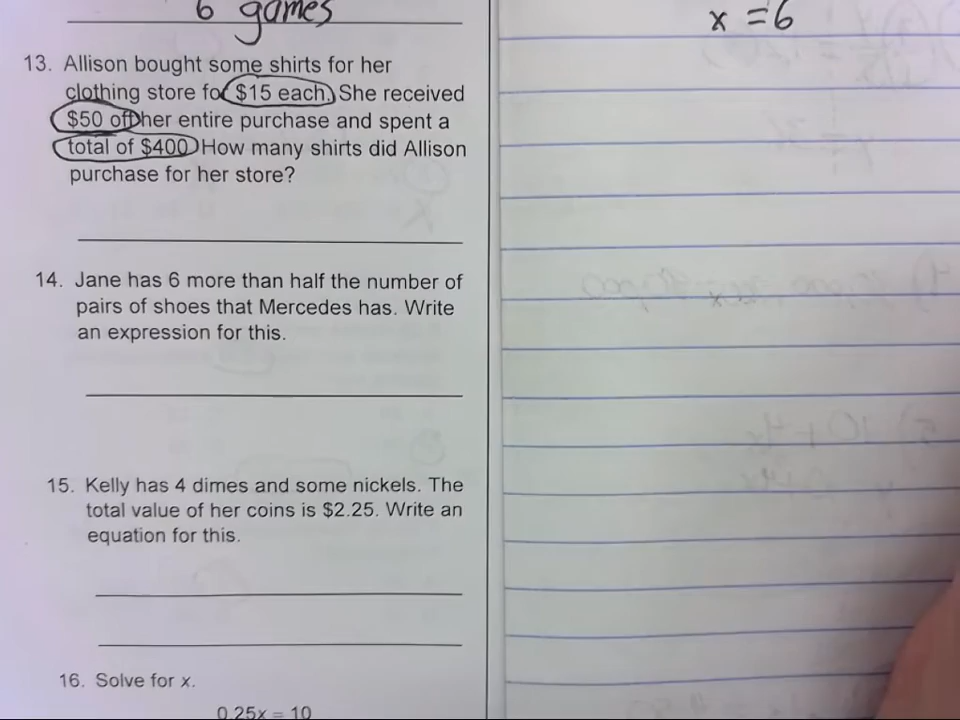 6 games
x = 6
13. Allison bought some shirts for her
clothing store for $15 each. She received
$50 off her entire purchase and spent a
total of $400. How many shirts did Allison
purchase for her store?
14. Jane has 6 more than half the number of
pairs of shoes that Mercedes has. Write
an expression for this.
15. Kelly has 4 dimes and some nickels. The
total value of her coins is $2.25. Write an
equation for this.
16. Solve for x.
0.25x = 10